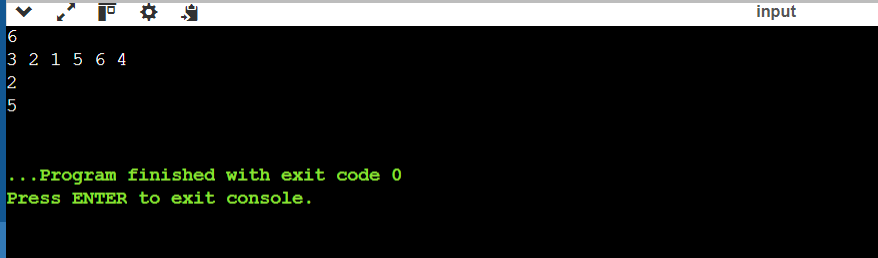 input
6
3 2 1 5 6 4
2
5
...Program finished with exit code 0
Press ENTER to exit console.